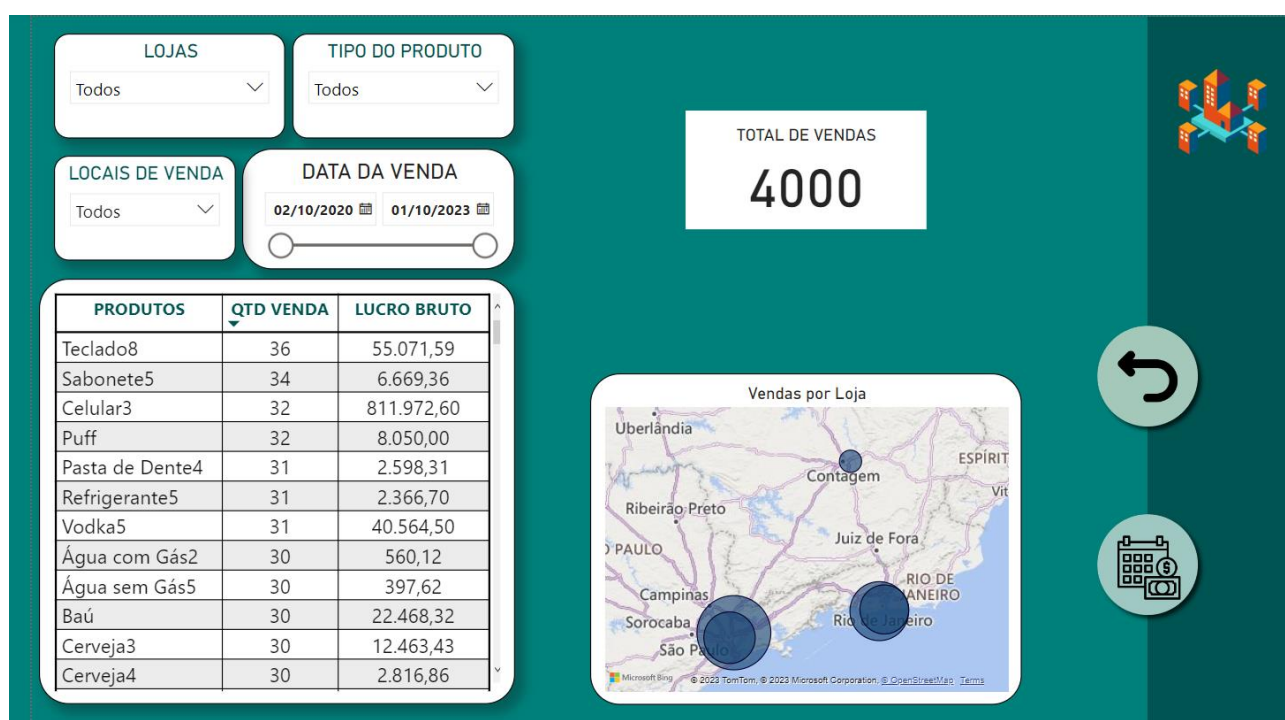 LOJAS
Todos
TIPO DO PRODUTO
Todos
LOCAIS DE VENDA
Todos
DATA DA VENDA
02/10/2020 01/10/2023
TOTAL DE VENDAS
4000
PRODUTOS QTD VENDA LUCRO BRUTO
Teclado8 36 55.071,59
Sabonete5 34 6.669,36
Celular3 32 811.972,60
Puff 32 8.050,00
Pasta de Dente4 31 2.598,31
Refrigerante5 31 2.366,70
Vodka5 31 40.564,50
Água com Gás2 30 560,12
Água sem Gás5 30 397,62
Baú 30 22.468,32
Cerveja3 30 12.463,43
Cerveja4 30 2.816,86
Vendas por Loja
Uberlândia
Contagem
ESPÍRIT
Vit
Ribeirão Preto
Juiz de Fora
O PAULO
RIO DE
JANEIRO
Campinas
Rio de Janeiro
Sorocaba
São Paulo
Microsoft Bing
© 2023 TomTom, © 2023 Microsoft Corporation, © OpenStreetMap Terms